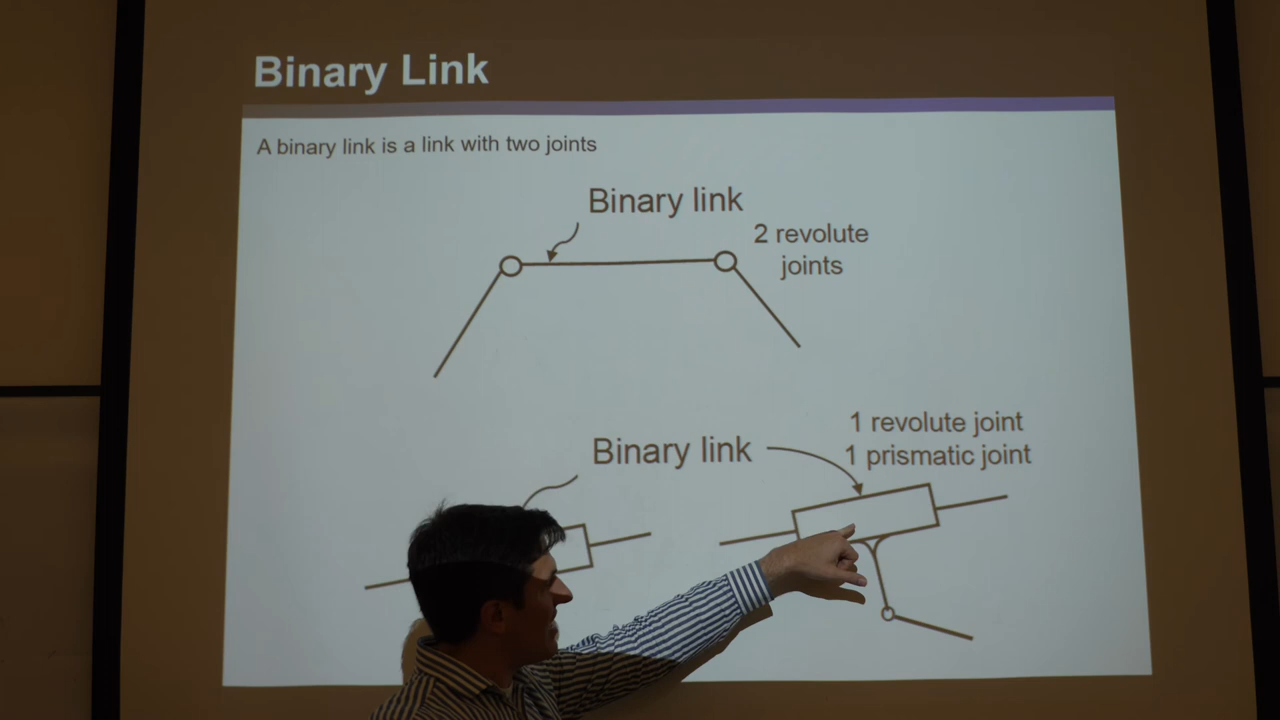 Binary Link
A binary link is a link with two joints
Binary link
2 revolute
joints
1 revolute joint
Binary link
1 prismatic joint